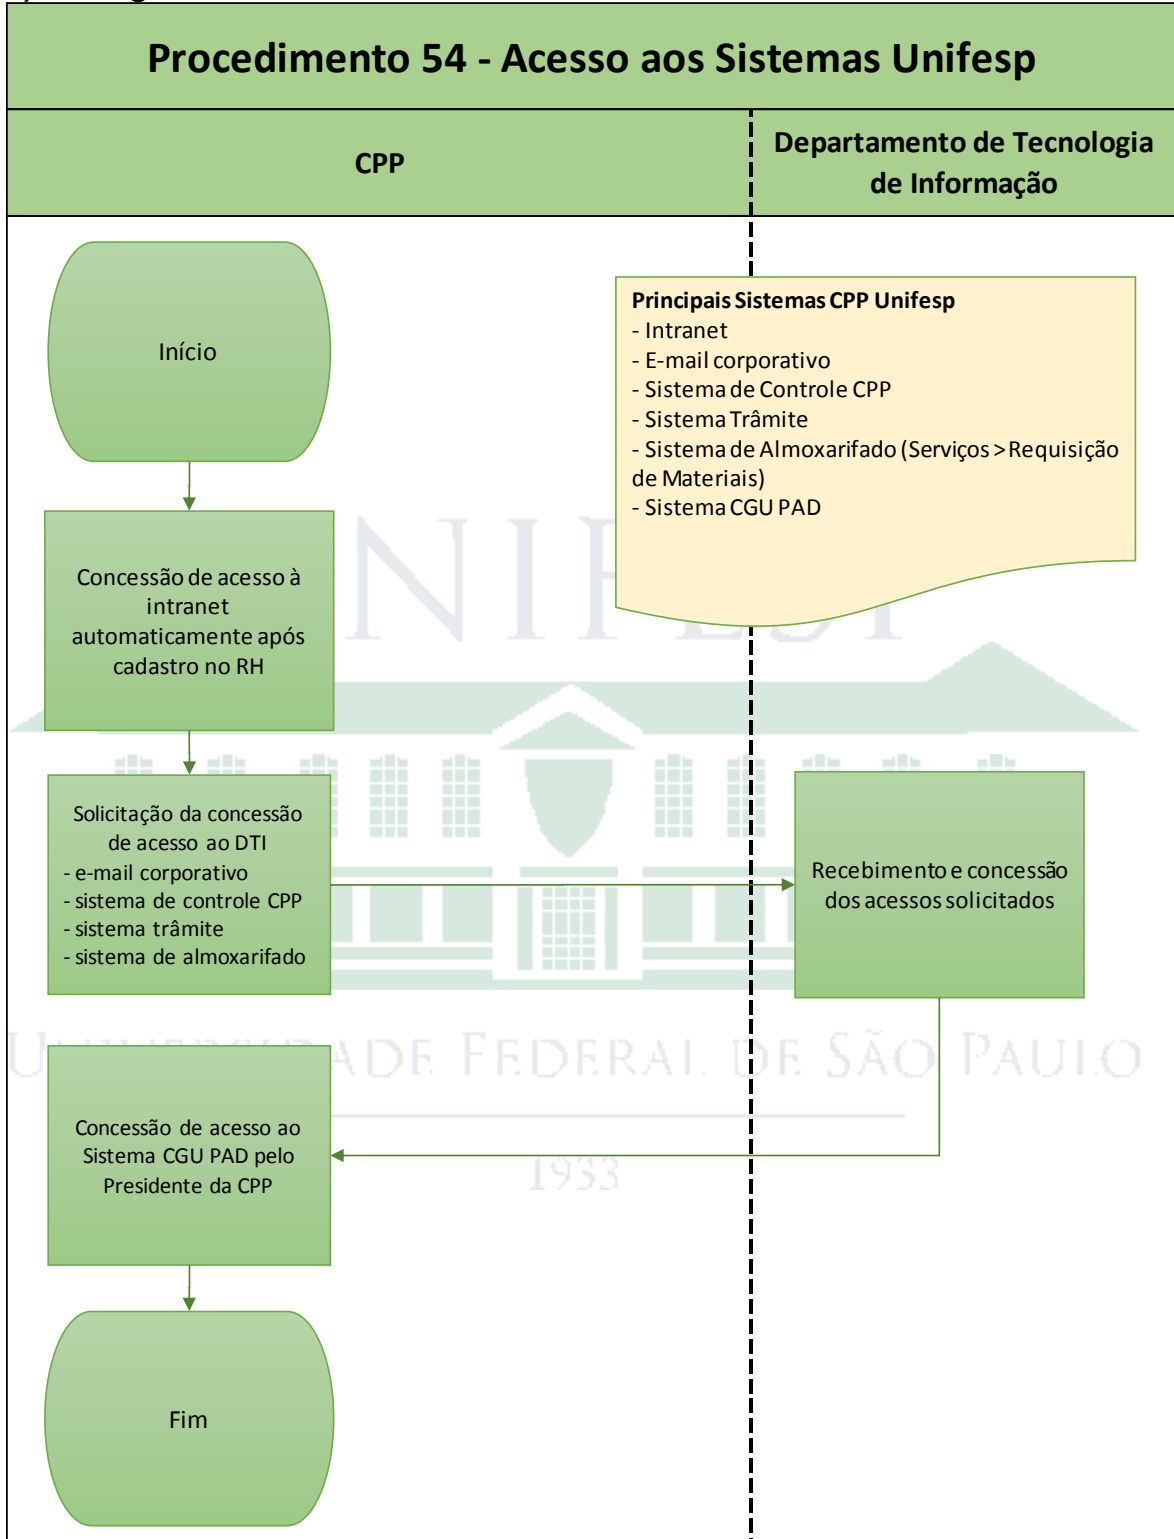 Procedimento 54 - Acesso aos Sistemas Unifesp
CPP
Departamento de Tecnologia
de Informação
Início
Principais Sistemas CPP Unifesp
- Intranet
- E-mail corporativo
- Sistema de Controle CPP
- Sistema Trâmite
- Sistema de Almoxarifado (Serviços > Requisição
de Materiais)
- Sistema CGU PAD
Concessão de acesso à
intranet
automaticamente após
cadastro no RH
Solicitação da concessão
de acesso ao DTI
- e-mail corporativo
- sistema de controle CPP
- sistema trâmite
- sistema de almoxarifado
Recebimento e concessão
dos acessos solicitados
Concessão de acesso ao
Sistema CGU PAD pelo
Presidente da CPP
Fim
UNIFESP
UNIVERSIDADE FEDERAL DE SÃO PAULO
1933